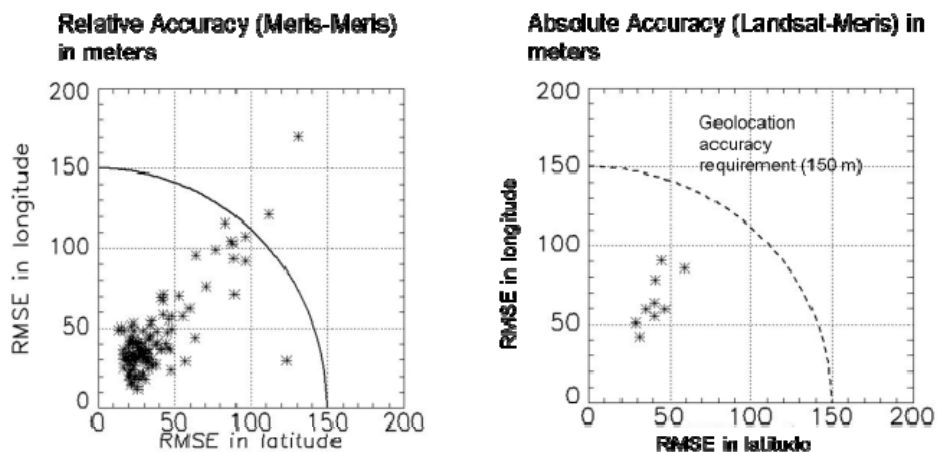 Relative Accuracy (Meris-Meris)
in meters
200
150
100
50
0
RMSE in longitude
0 50 100 150 200
RMSE in latitude
Absolute Accuracy (Landsat-Meris) in
meters
200
150
100
50
0
RMSE in longitude
Geolocation
accuracy
requirement (150 m)
0 50 100 150 200
RMSE in latitude